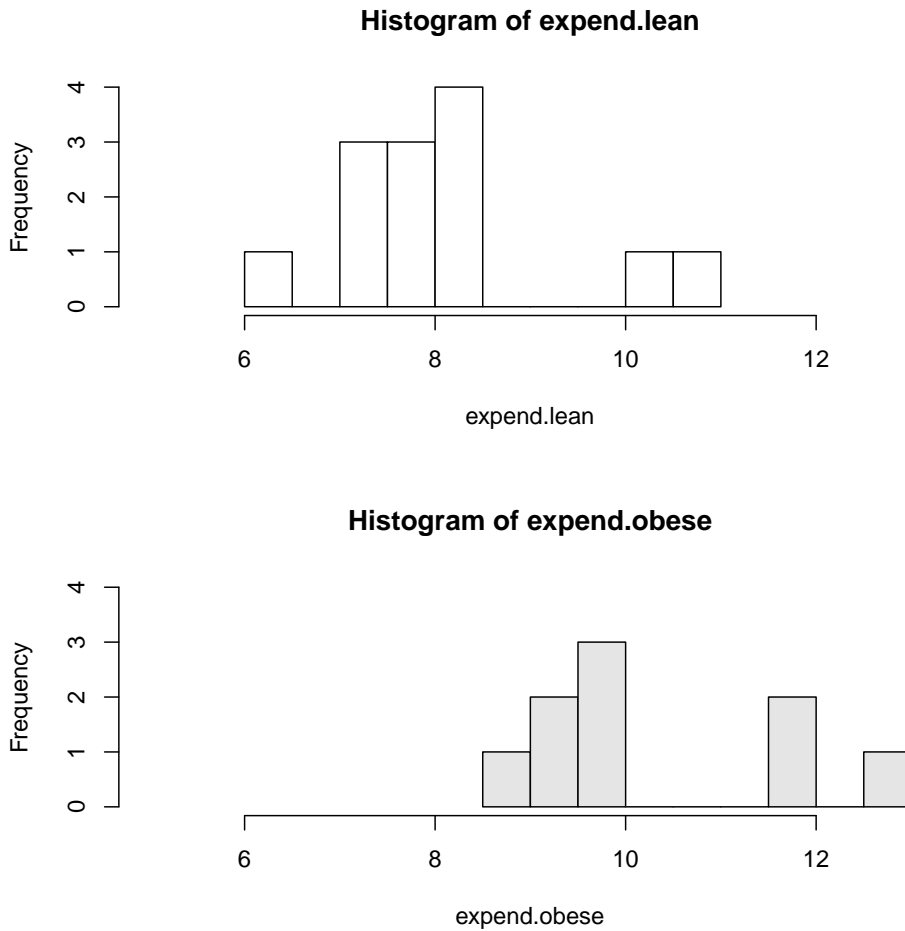 Histogram of expend.lean
Frequency
4
3
2
1
0
6 8 10 12
expend.lean
Histogram of expend.obese
Frequency
4
3
2
1
0
6 8 10 12
expend.obese